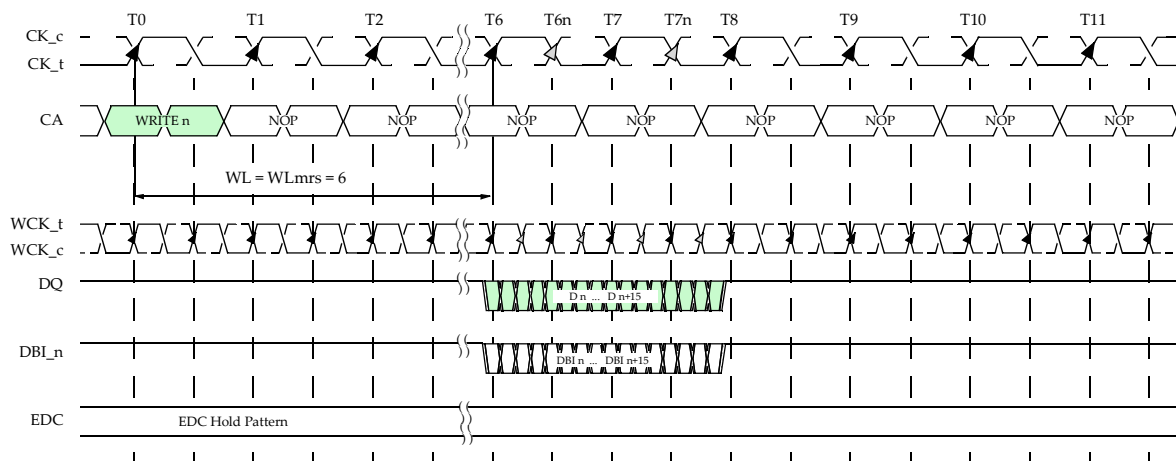 T0 T1 T2 T6 T6n T7 T7n T8 T9 T10 T11
CK_c
CK_t
CA WRITE n NOP NOP NOP NOP NOP NOP NOP NOP
WL = WLmrs = 6
WCK_t
WCK_c
DQ D n ... D n+15
DBI_n DBI n ... DBI n+15
EDC EDC Hold Pattern